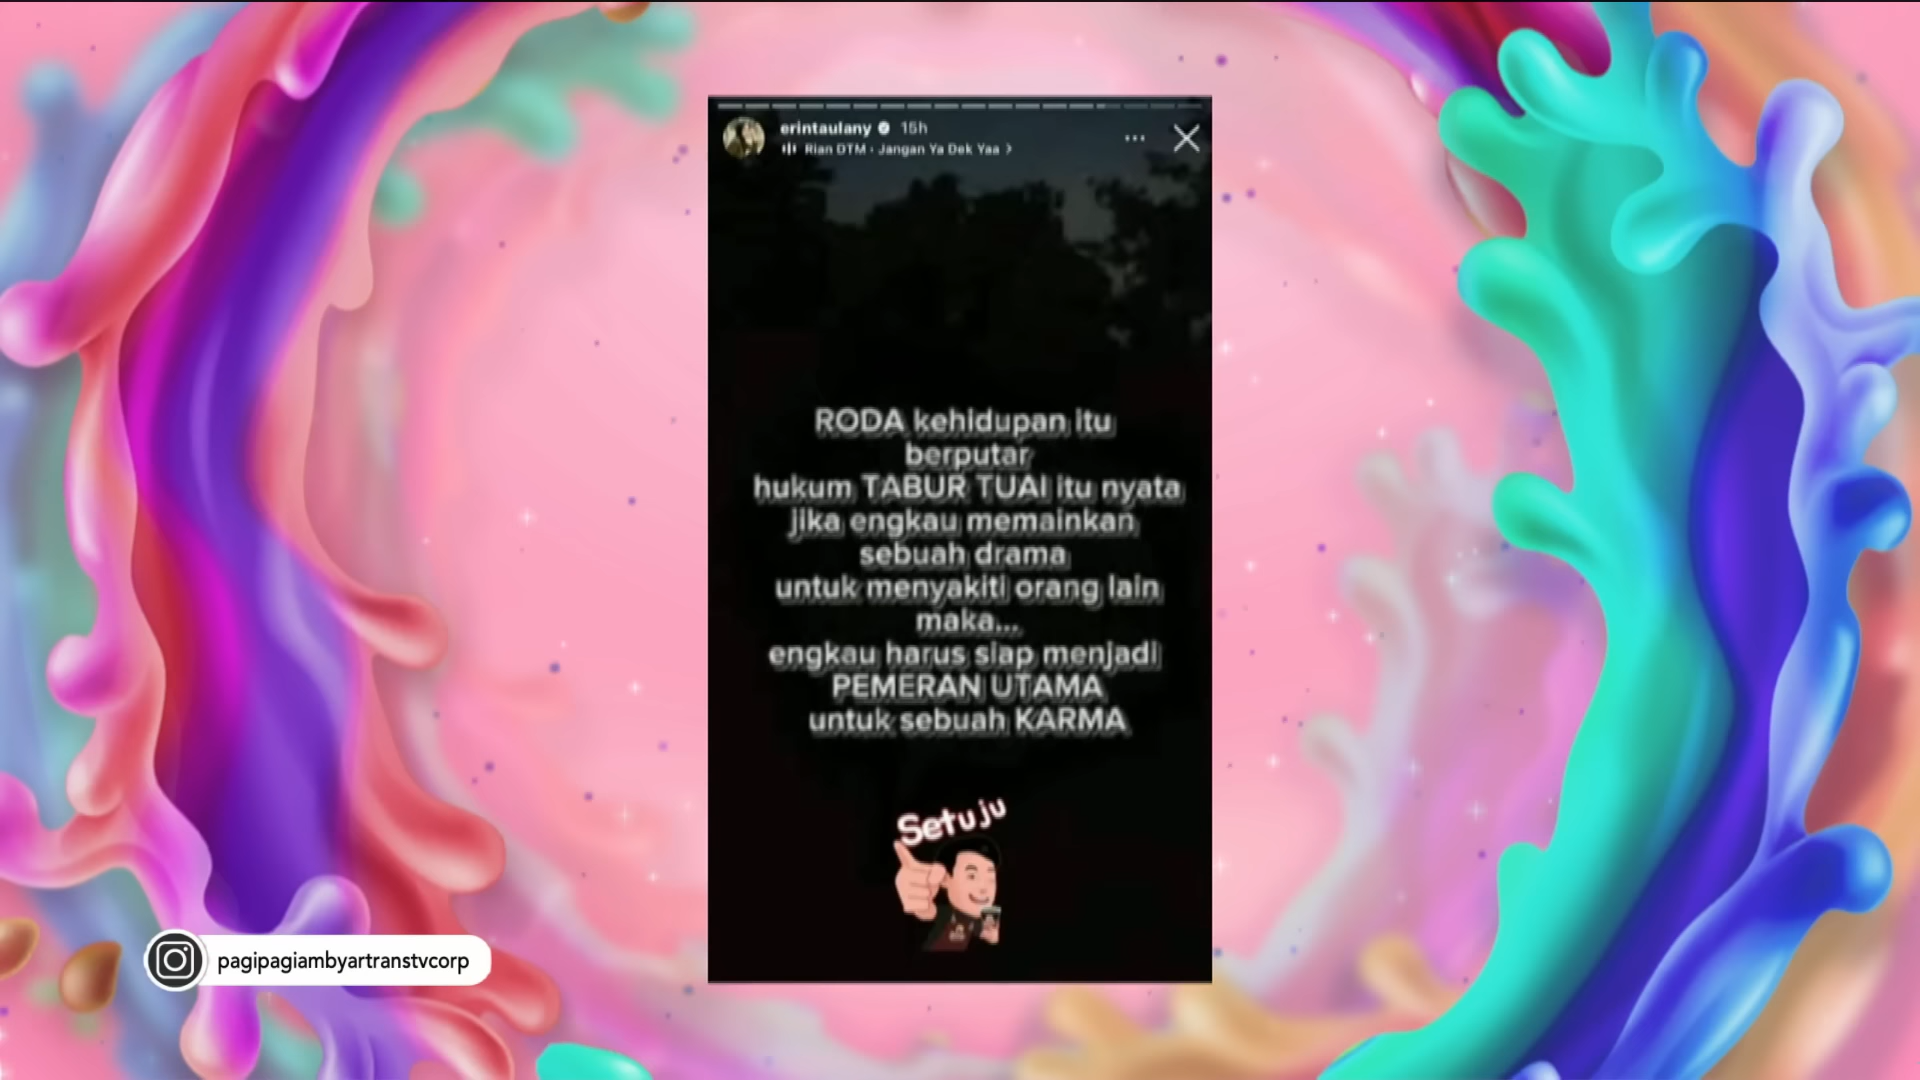 erintaulany 15h
Rian DTM · Jangan Ya Dek Yaa >
RODA kehidupan itu
berputar
hukum TABUR TUAI itu nyata
jika engkau memainkan
sebuah drama
untuk menyakiti orang lain
maka...
engkau harus siap menjadi
PEMERAN UTAMA
untuk sebuah KARMA
Setuju
pagipagiambyartranstvcorp